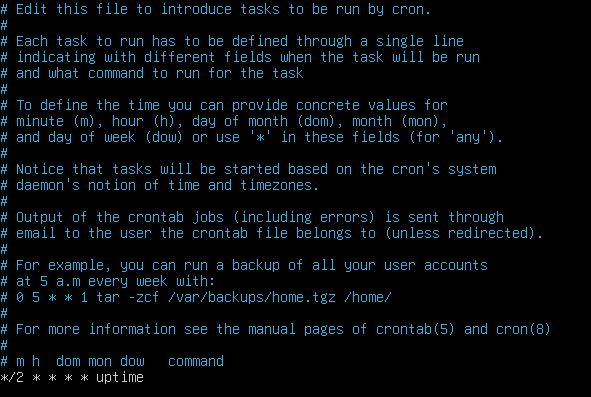 # Edit this file to introduce tasks to be run by cron.
#
# Each task to run has to be defined through a single line
# indicating with different fields when the task will be run
# and what command to run for the task
#
# To define the time you can provide concrete values for
# minute (m), hour (h), day of month (dom), month (mon),
# and day of week (dow) or use '*' in these fields (for 'any').
#
# Notice that tasks will be started based on the cron's system
# daemon's notion of time and timezones.
#
# Output of the crontab jobs (including errors) is sent through
# email to the user the crontab file belongs to (unless redirected).
#
# For example, you can run a backup of all your user accounts
# at 5 a.m every week with:
# 0 5 * * 1 tar -zcf /var/backups/home.tgz /home/
#
# For more information see the manual pages of crontab(5) and cron(8)
#
# m h  dom mon dow   command
*/2 * * * * uptime